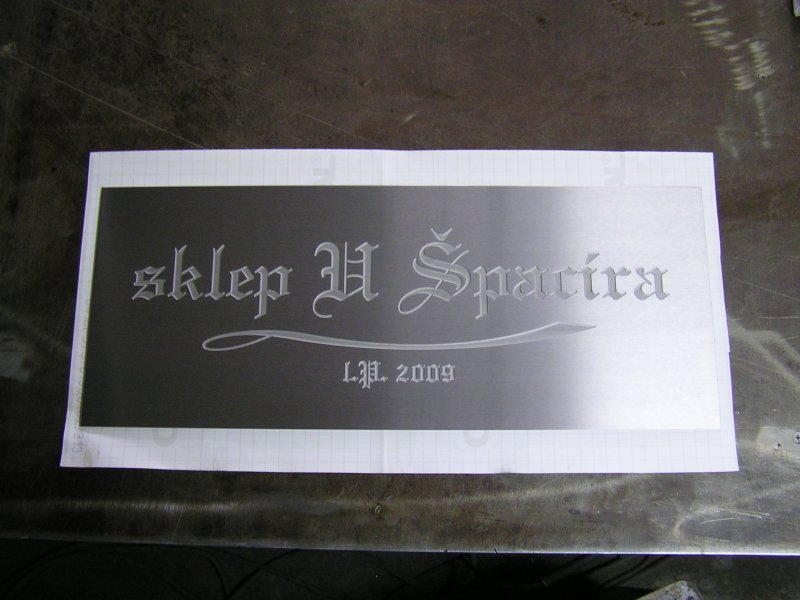 sklep U Špacíra
l.P. 2009